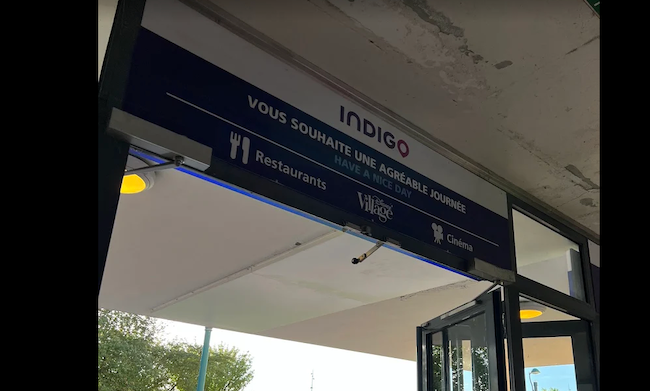 INDIGO
VOUS SOUHAITE UNE AGRÉABLE JOURNÉE
HAVE A NICE DAY
Restaurants
Disney
Village
Cinéma